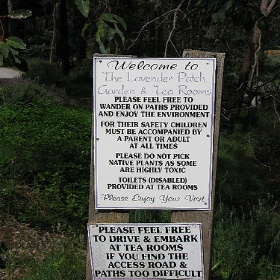 Welcome to
The Lavender Patch
Garden & Tea Rooms
PLEASE FEEL FREE TO
WANDER ON PATHS PROVIDED
AND ENJOY THE ENVIRONMENT
FOR THEIR SAFETY CHILDREN
MUST BE ACCOMPANIED BY
A PARENT OR ADULT
AT ALL TIMES
PLEASE DO NOT PICK
NATIVE PLANTS AS SOME
ARE HIGHLY TOXIC
TOILETS (DISABLED)
PROVIDED AT TEA ROOMS
Please Enjoy Your Visit
PLEASE FEEL FREE
TO DRIVE & EMBARK
AT TEA ROOMS
IF YOU FIND THE
ACCESS ROAD &
PATHS TOO DIFFICULT